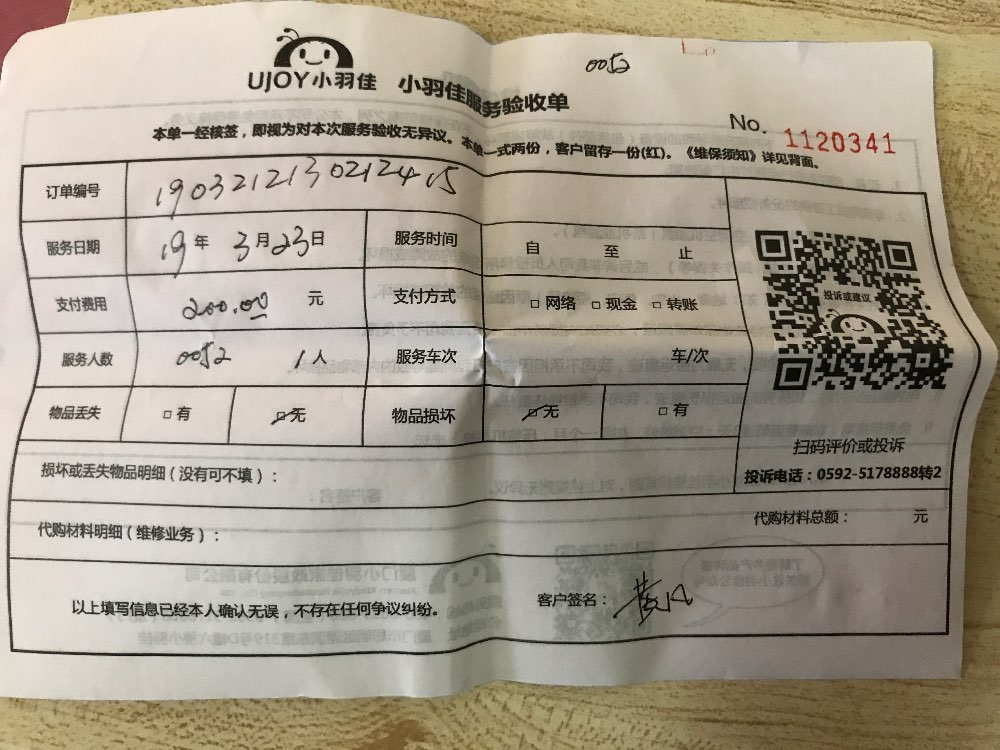 0052
UJOY小羽佳 小羽佳服务验收单
No. 1120341
本单一经核签，即视为对本次服务验收无异议。本单一式两份，客户留存一份(红)。《维保须知》详见背面。
订单编号 1903212130212415
服务日期 19年 3月23日 服务时间 自 至 止
支付费用 200.00 元 支付方式 □ 网络 □ 现金 □ 转账
服务人数 0052 1人 服务车次 车/次
物品丢失 □ 有 □ 无 物品损坏 □ 无 □ 有
投诉或建议
扫码评价或投诉
投诉电话：0592-5178888转2
损坏或丢失物品明细（没有可不填）：
代购材料明细（维修业务）： 代购材料总额： 元
以上填写信息已经本人确认无误，不存在任何争议纠纷。 客户签名：